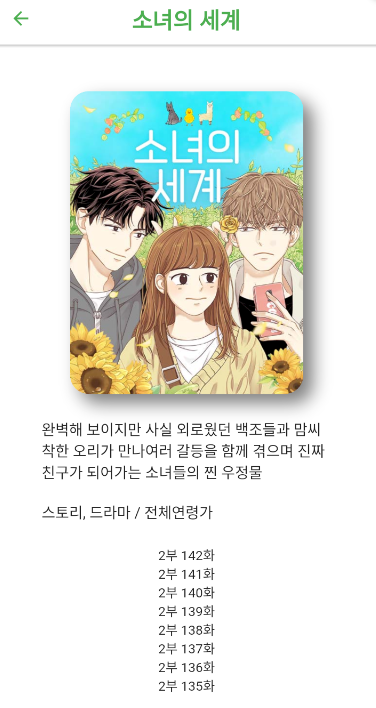 소녀의 세계
소녀의
세계
완벽해 보이지만 사실 외로웠던 백조들과 맘씨
착한 오리가 만나여러 갈등을 함께 겪으며 진짜
친구가 되어가는 소녀들의 찐 우정물
스토리, 드라마 / 전체연령가
2부 142화
2부 141화
2부 140화
2부 139화
2부 138화
2부 137화
2부 136화
2부 135화